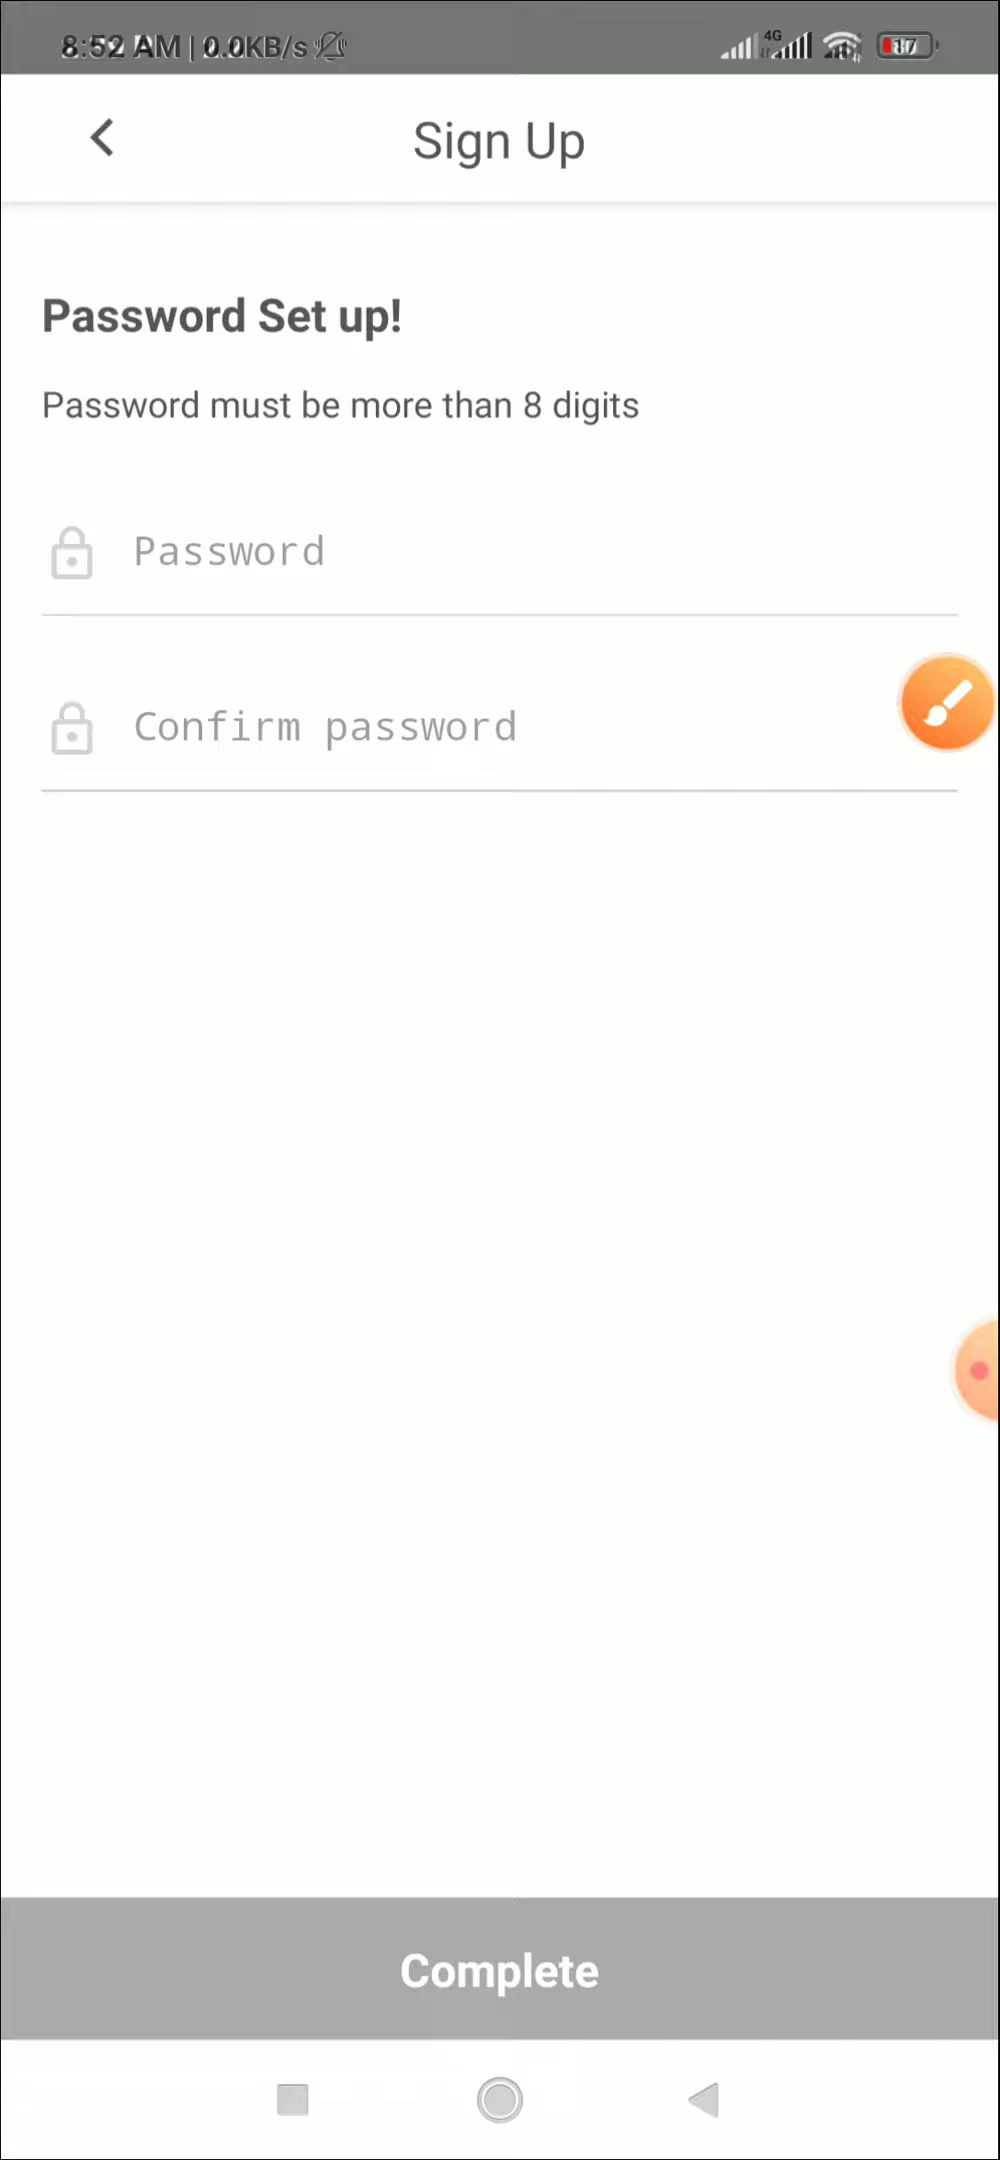 8:52 AM | 0.0KB/s
4G
Sign Up
Password Set up!
Password must be more than 8 digits
Password
Confirm password
Complete